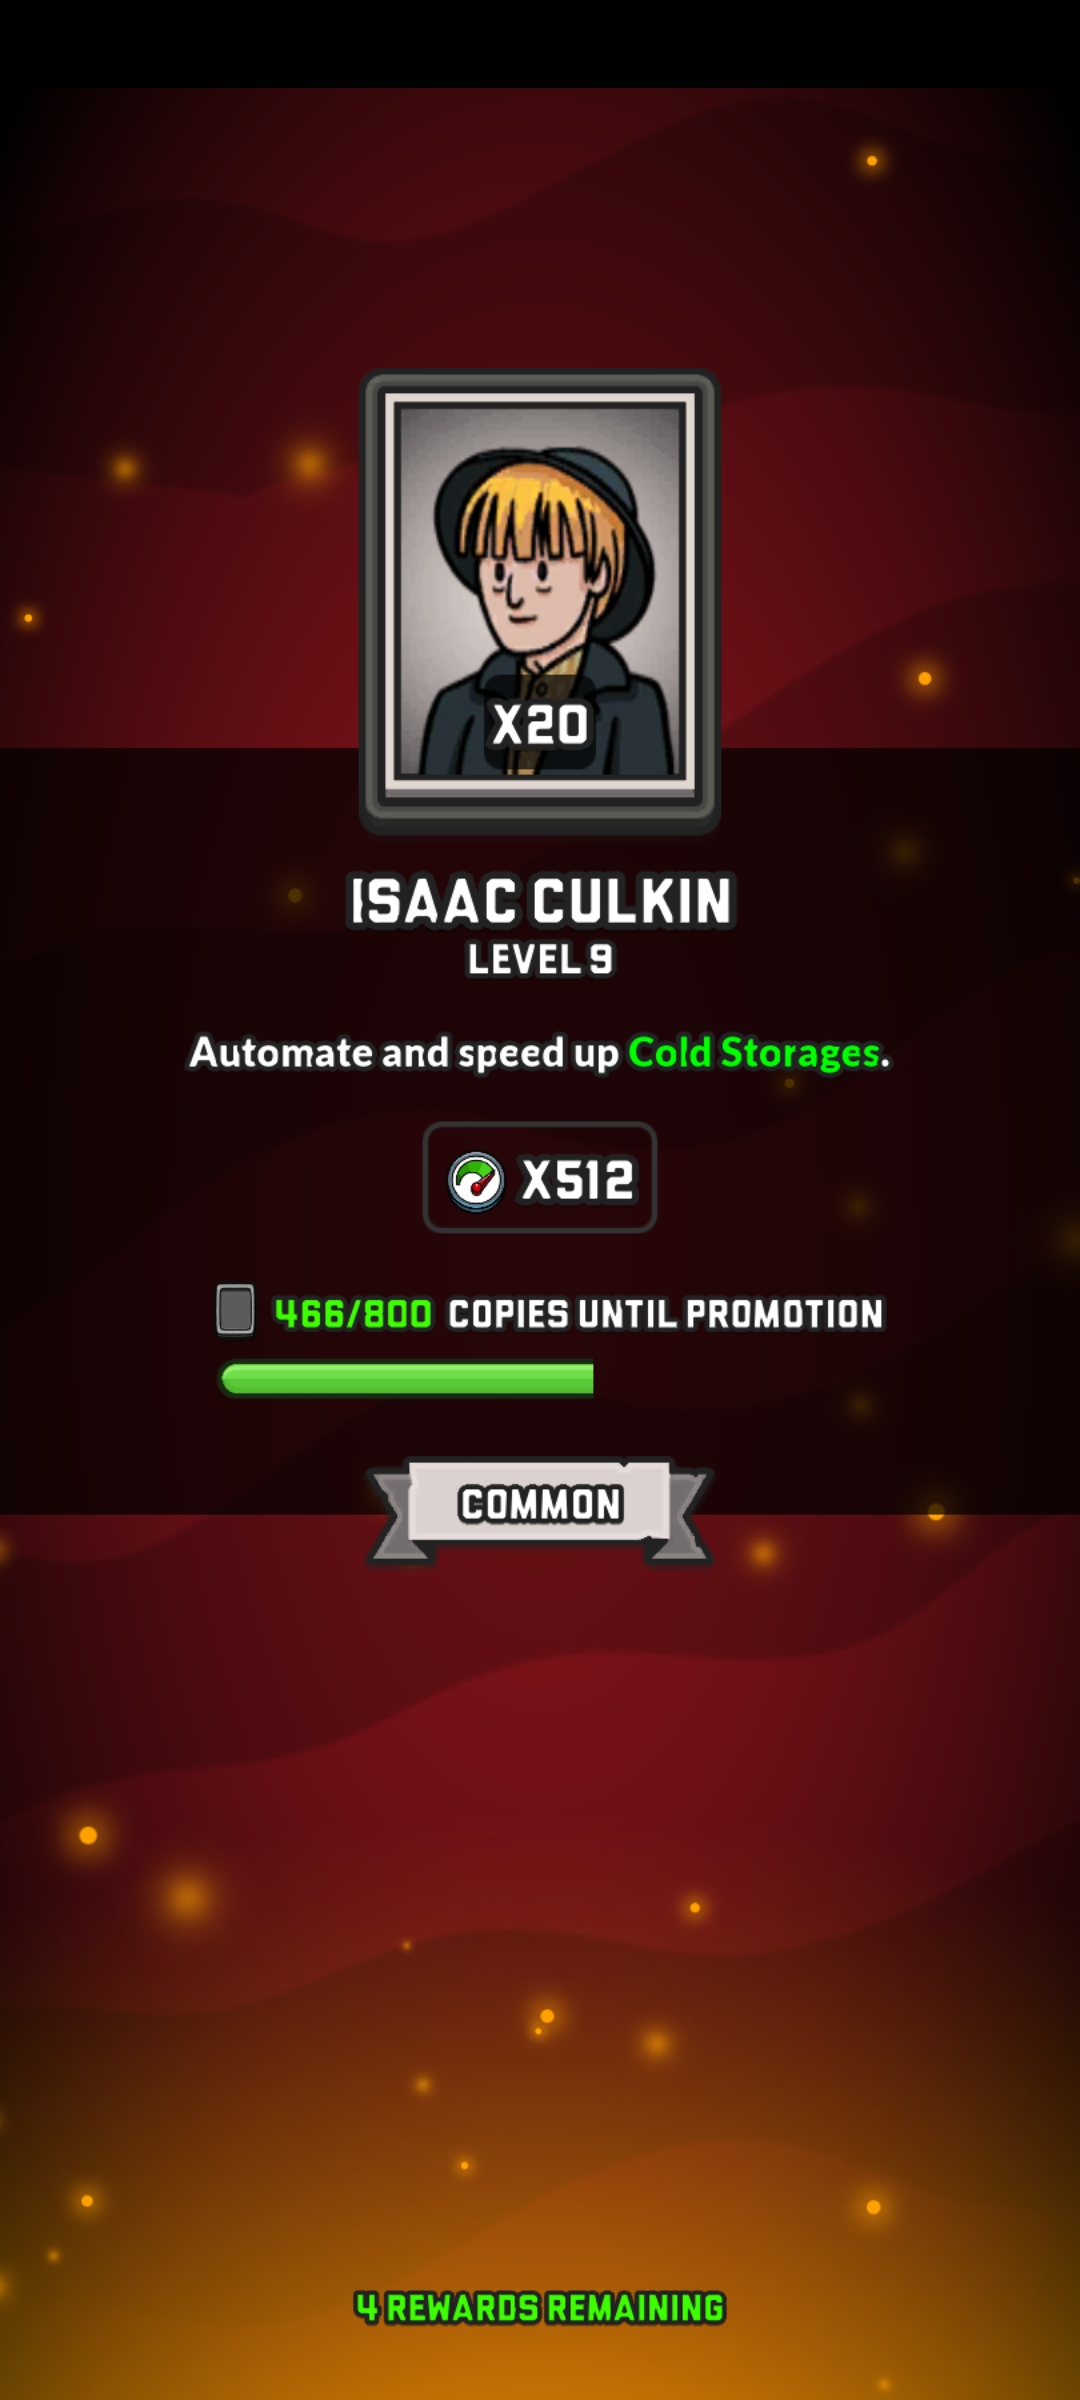 X20
ISAAC CULKIN
LEVEL 9
Automate and speed up Cold Storages.
X512
466/800 COPIES UNTIL PROMOTION
COMMON
4 REWARDS REMAINING